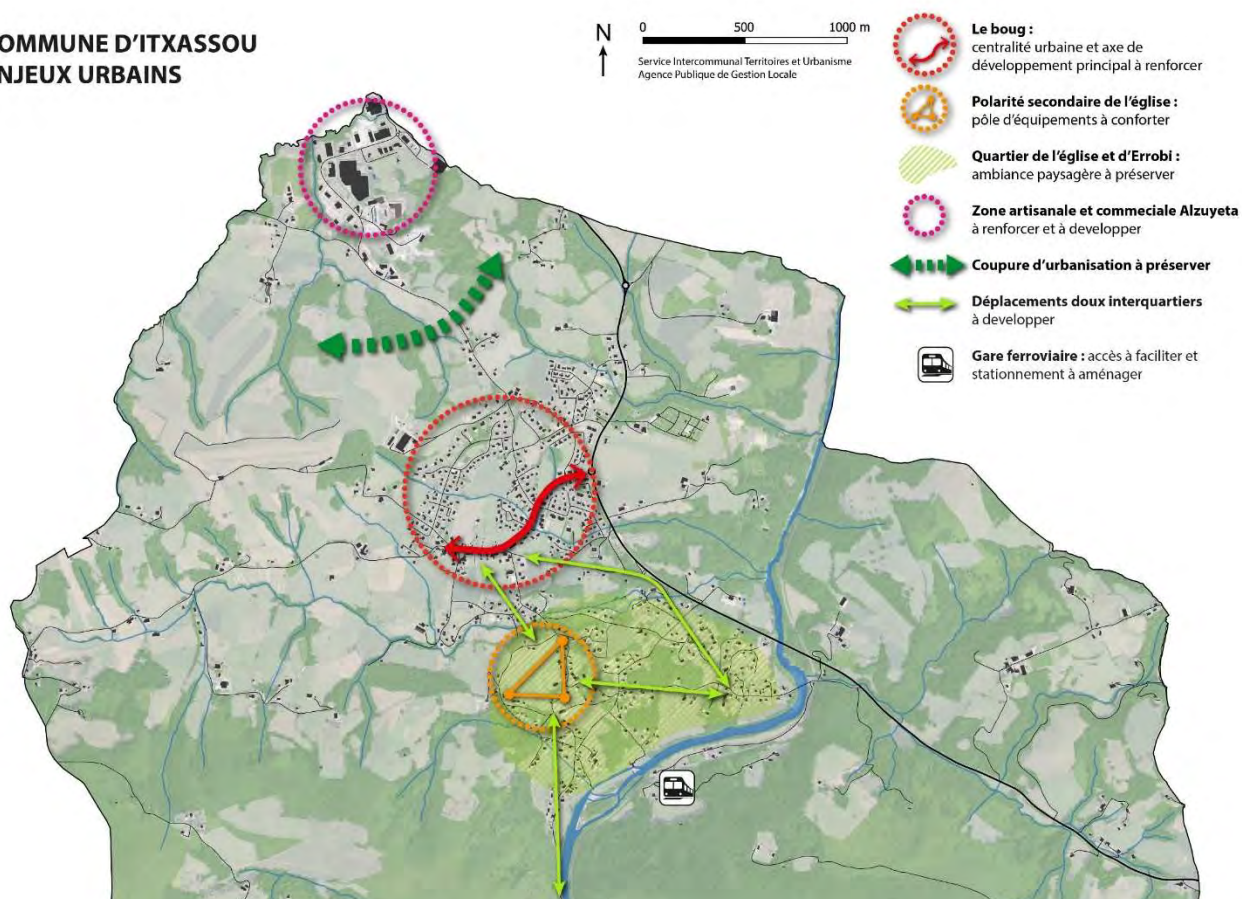 OMMUNE D'ITXASSOU
NJEUX URBAINS
N
0 500 1000 m
Service Intercommunal Territoires et Urbanisme
Agence Publique de Gestion Locale
Le boug :
centralité urbaine et axe de
développement principal à renforcer
Polarité secondaire de l'église :
pôle d'équipements à conforter
Quartier de l'église et d'Errobi :
ambiance paysagère à préserver
Zone artisanale et commeciale Alzuyeta
à renforcer et à developper
Coupure d'urbanisation à préserver
Déplacements doux interquartiers
à developper
Gare ferroviaire : accès à faciliter et
stationnement à aménager